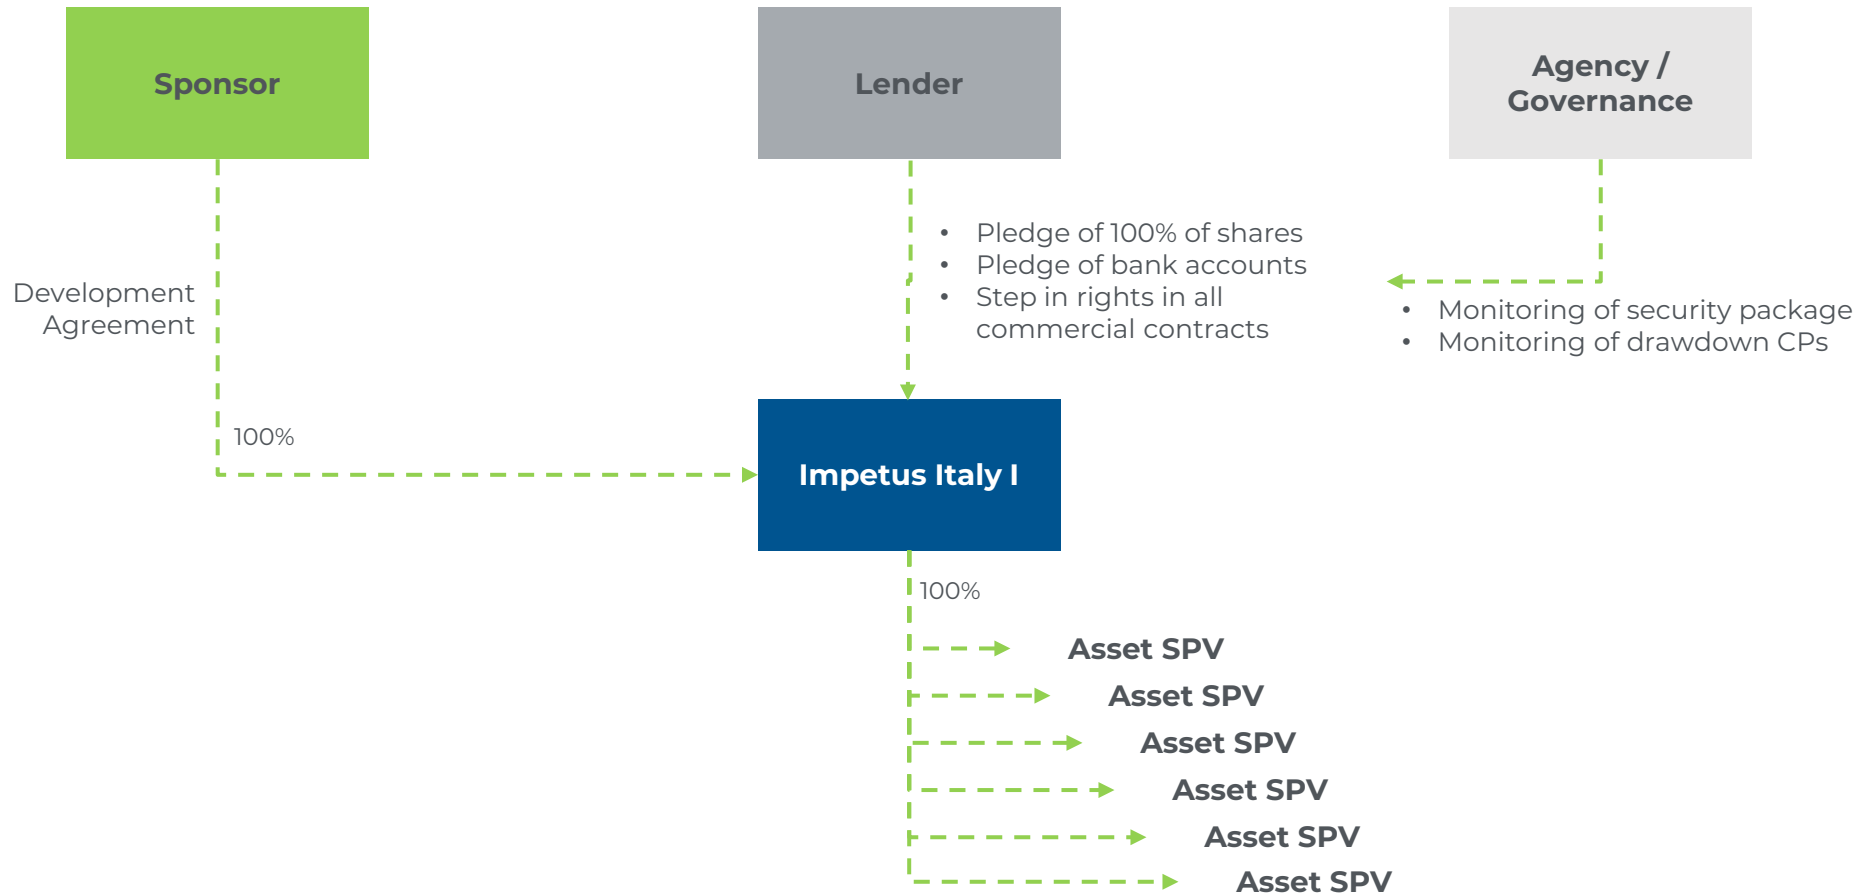 Sponsor
Lender
Agency /
Governance
• Pledge of 100% of shares
• Pledge of bank accounts
• Step in rights in all
commercial contracts
Development
Agreement
• Monitoring of security package
• Monitoring of drawdown CPs
100%
Impetus Italy I
100%
Asset SPV
Asset SPV
Asset SPV
Asset SPV
Asset SPV
Asset SPV